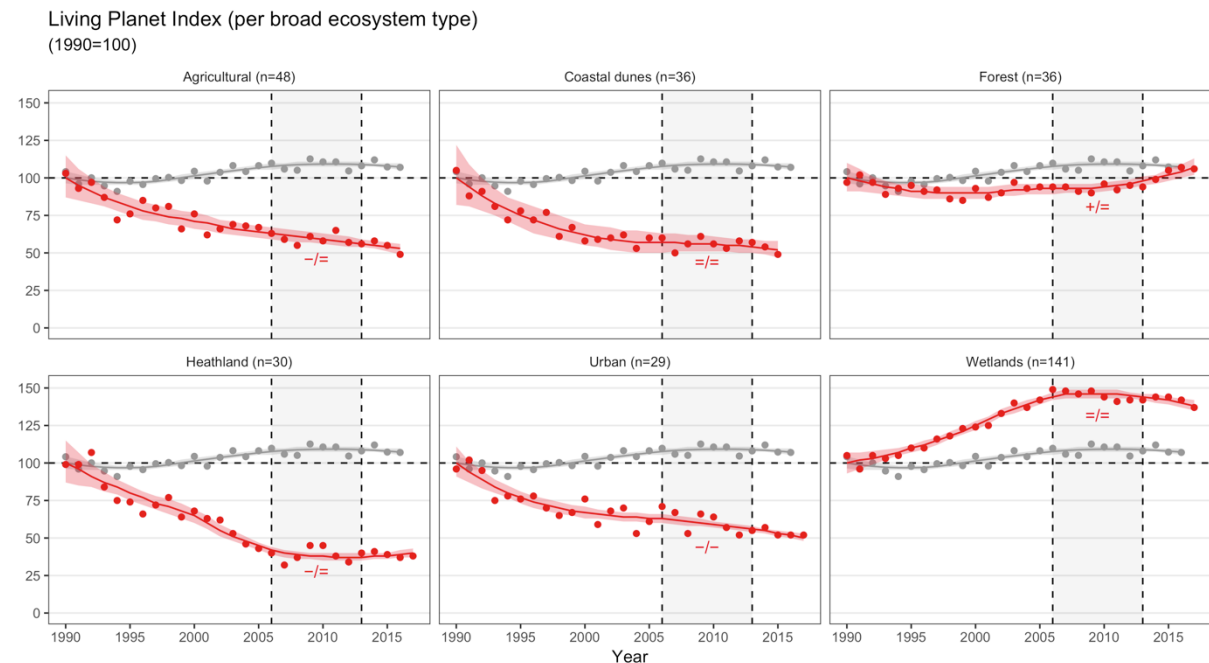 Living Planet Index (per broad ecosystem type)
(1990=100)
Agricultural (n=48)
Coastal dunes (n=36)
Forest (n=36)
150
125
100
75
50
25
0
−/=
=/=
+/=
Heathland (n=30)
Urban (n=29)
Wetlands (n=141)
150
125
100
75
50
25
0
−/=
−/−
=/=
1990 1995 2000 2005 2010 2015
1990 1995 2000 2005 2010 2015
1990 1995 2000 2005 2010 2015
Year